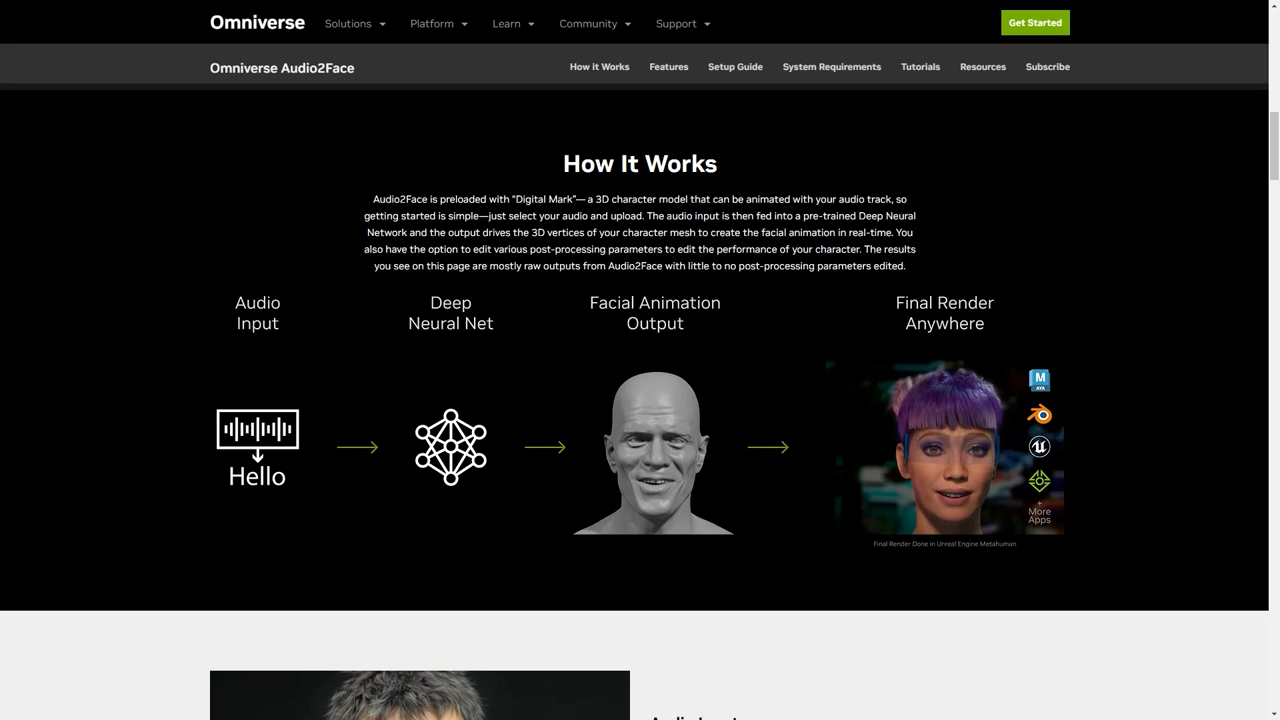 Omniverse Solutions Platform Learn Community Support Get Started
Omniverse Audio2Face How it Works Features Setup Guide System Requirements Tutorials Resources Subscribe
How It Works
Audio2Face is preloaded with "Digital Mark"— a 3D character model that can be animated with your audio track, so
getting started is simple—just select your audio and upload. The audio input is then fed into a pre-trained Deep Neural
Network and the output drives the 3D vertices of your character mesh to create the facial animation in real-time. You
also have the option to edit various post-processing parameters to edit the performance of your character. The results
you see on this page are mostly raw outputs from Audio2Face with little to no post-processing parameters edited.
Audio
Input
Deep
Neural Net
Facial Animation
Output
Final Render
Anywhere
Hello
M
AYA
+
More
Apps
Final Render Done in Unreal Engine Metahuman